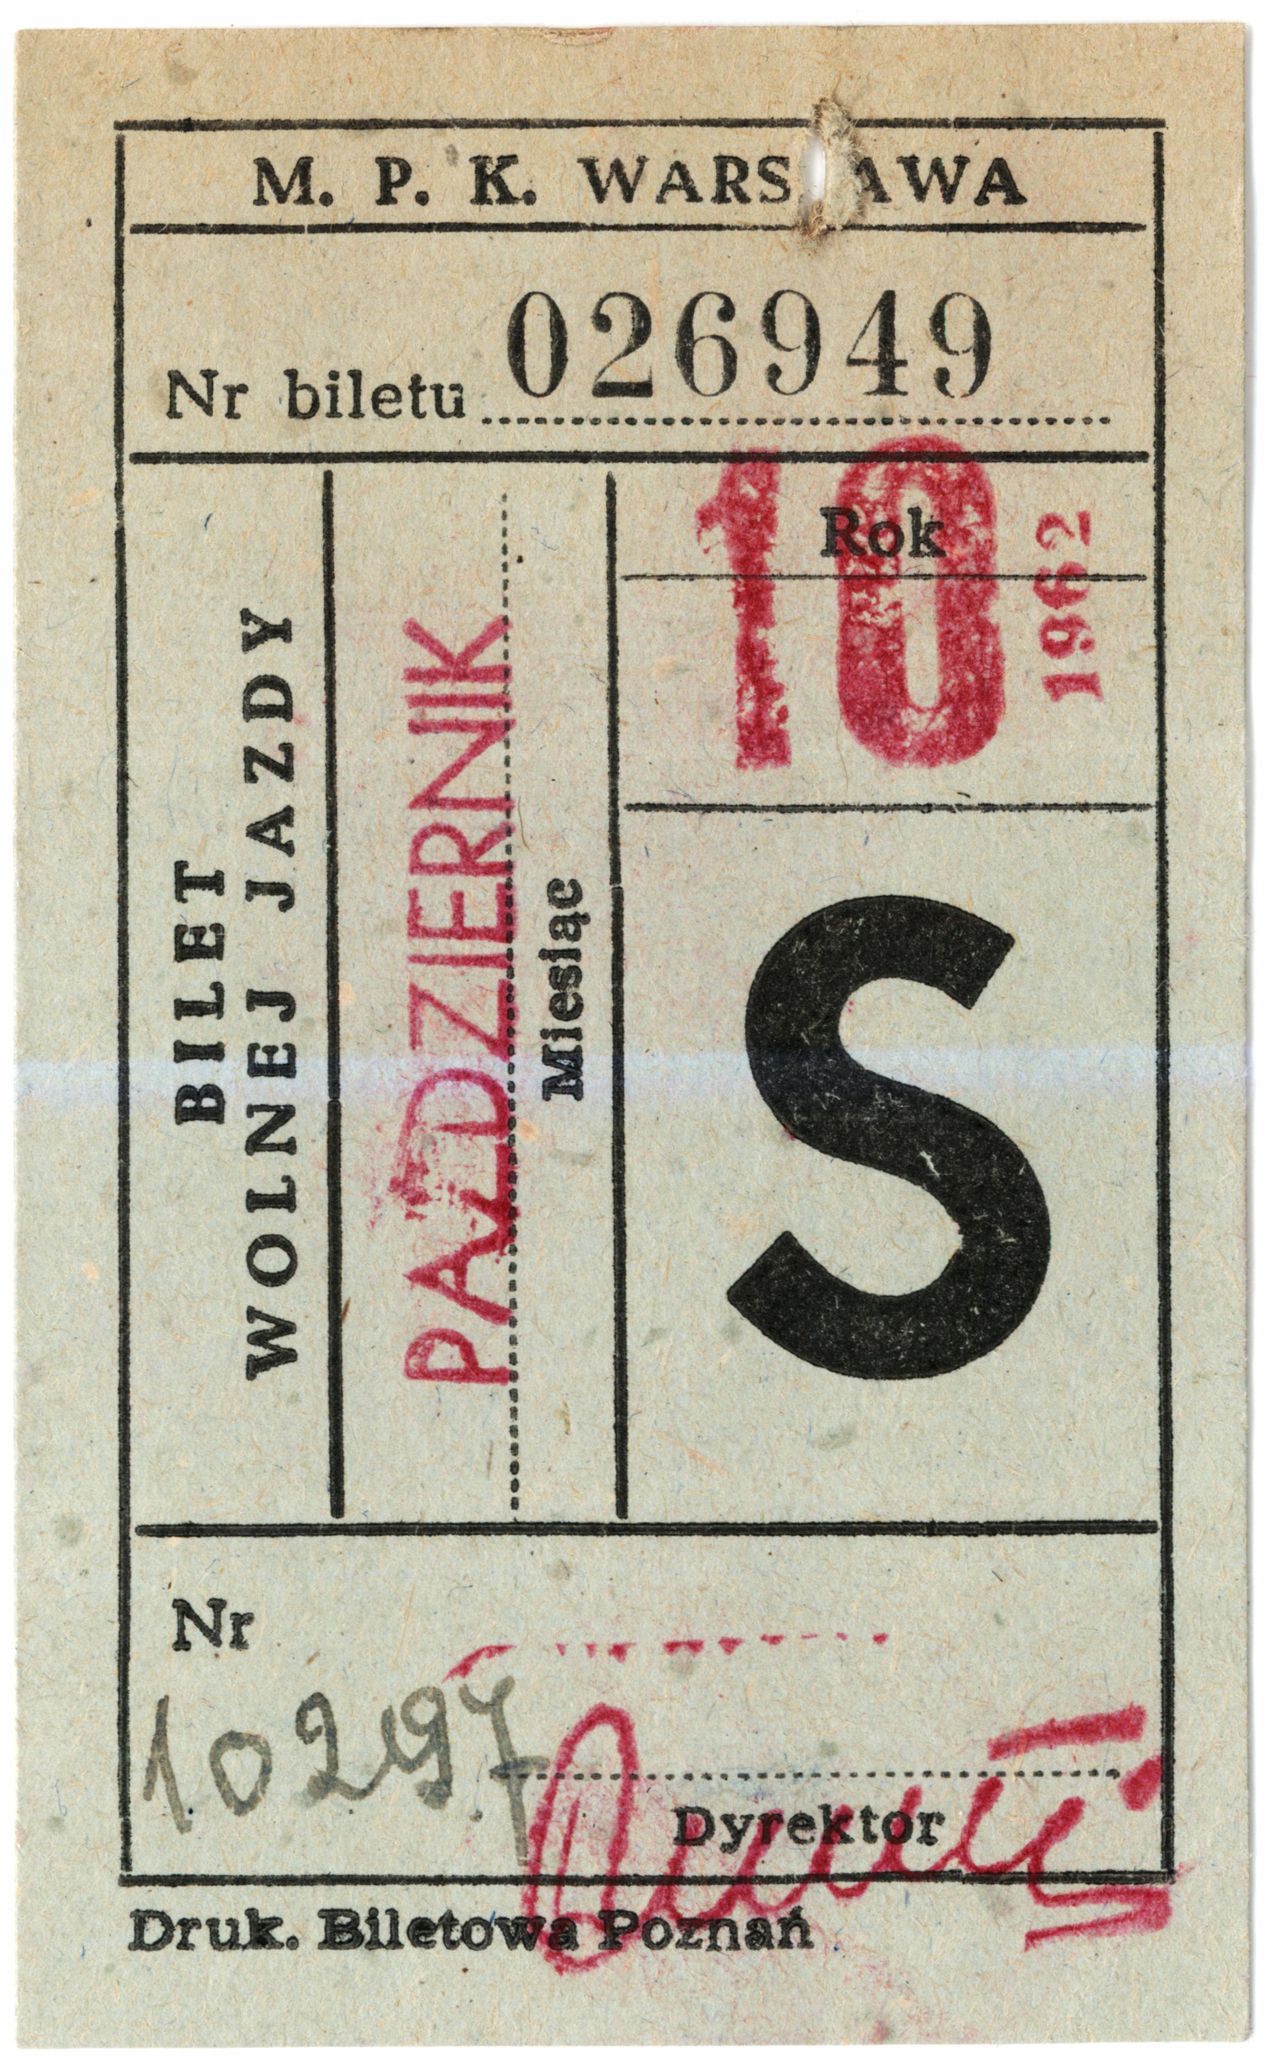 M. P. K. WARSZAWA
Nr biletu 026949
BILET
WOLNEJ JAZDY
PAŹDZIERNIK
Miesiąc
Rok
10
1962
S
Nr
10297
Dyrektor
Druk. Biletowa Poznań